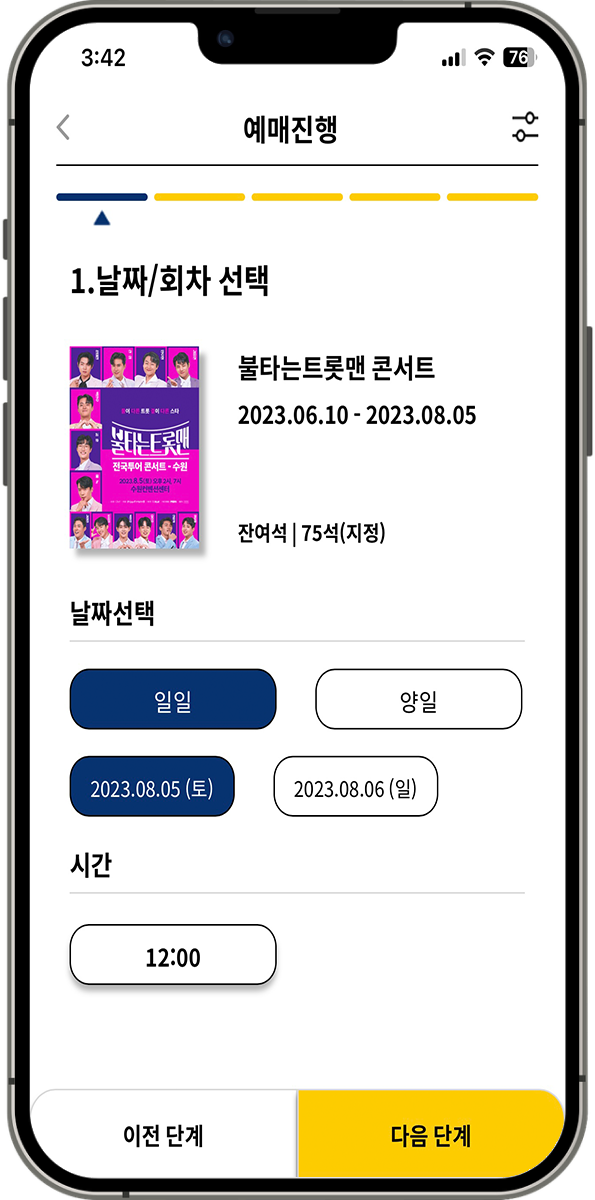 3:42
76
예매진행
1.날짜/회차 선택
불타는트롯맨 콘서트
2023.06.10 - 2023.08.05
불타는트롯맨
전국투어 콘서트 - 수원
2023.8.5(토) 오후 2시, 7시
수원컨벤션센터
잔여석 | 75석(지정)
날짜선택
일일
양일
2023.08.05 (토)
2023.08.06 (일)
시간
12:00
이전 단계
다음 단계